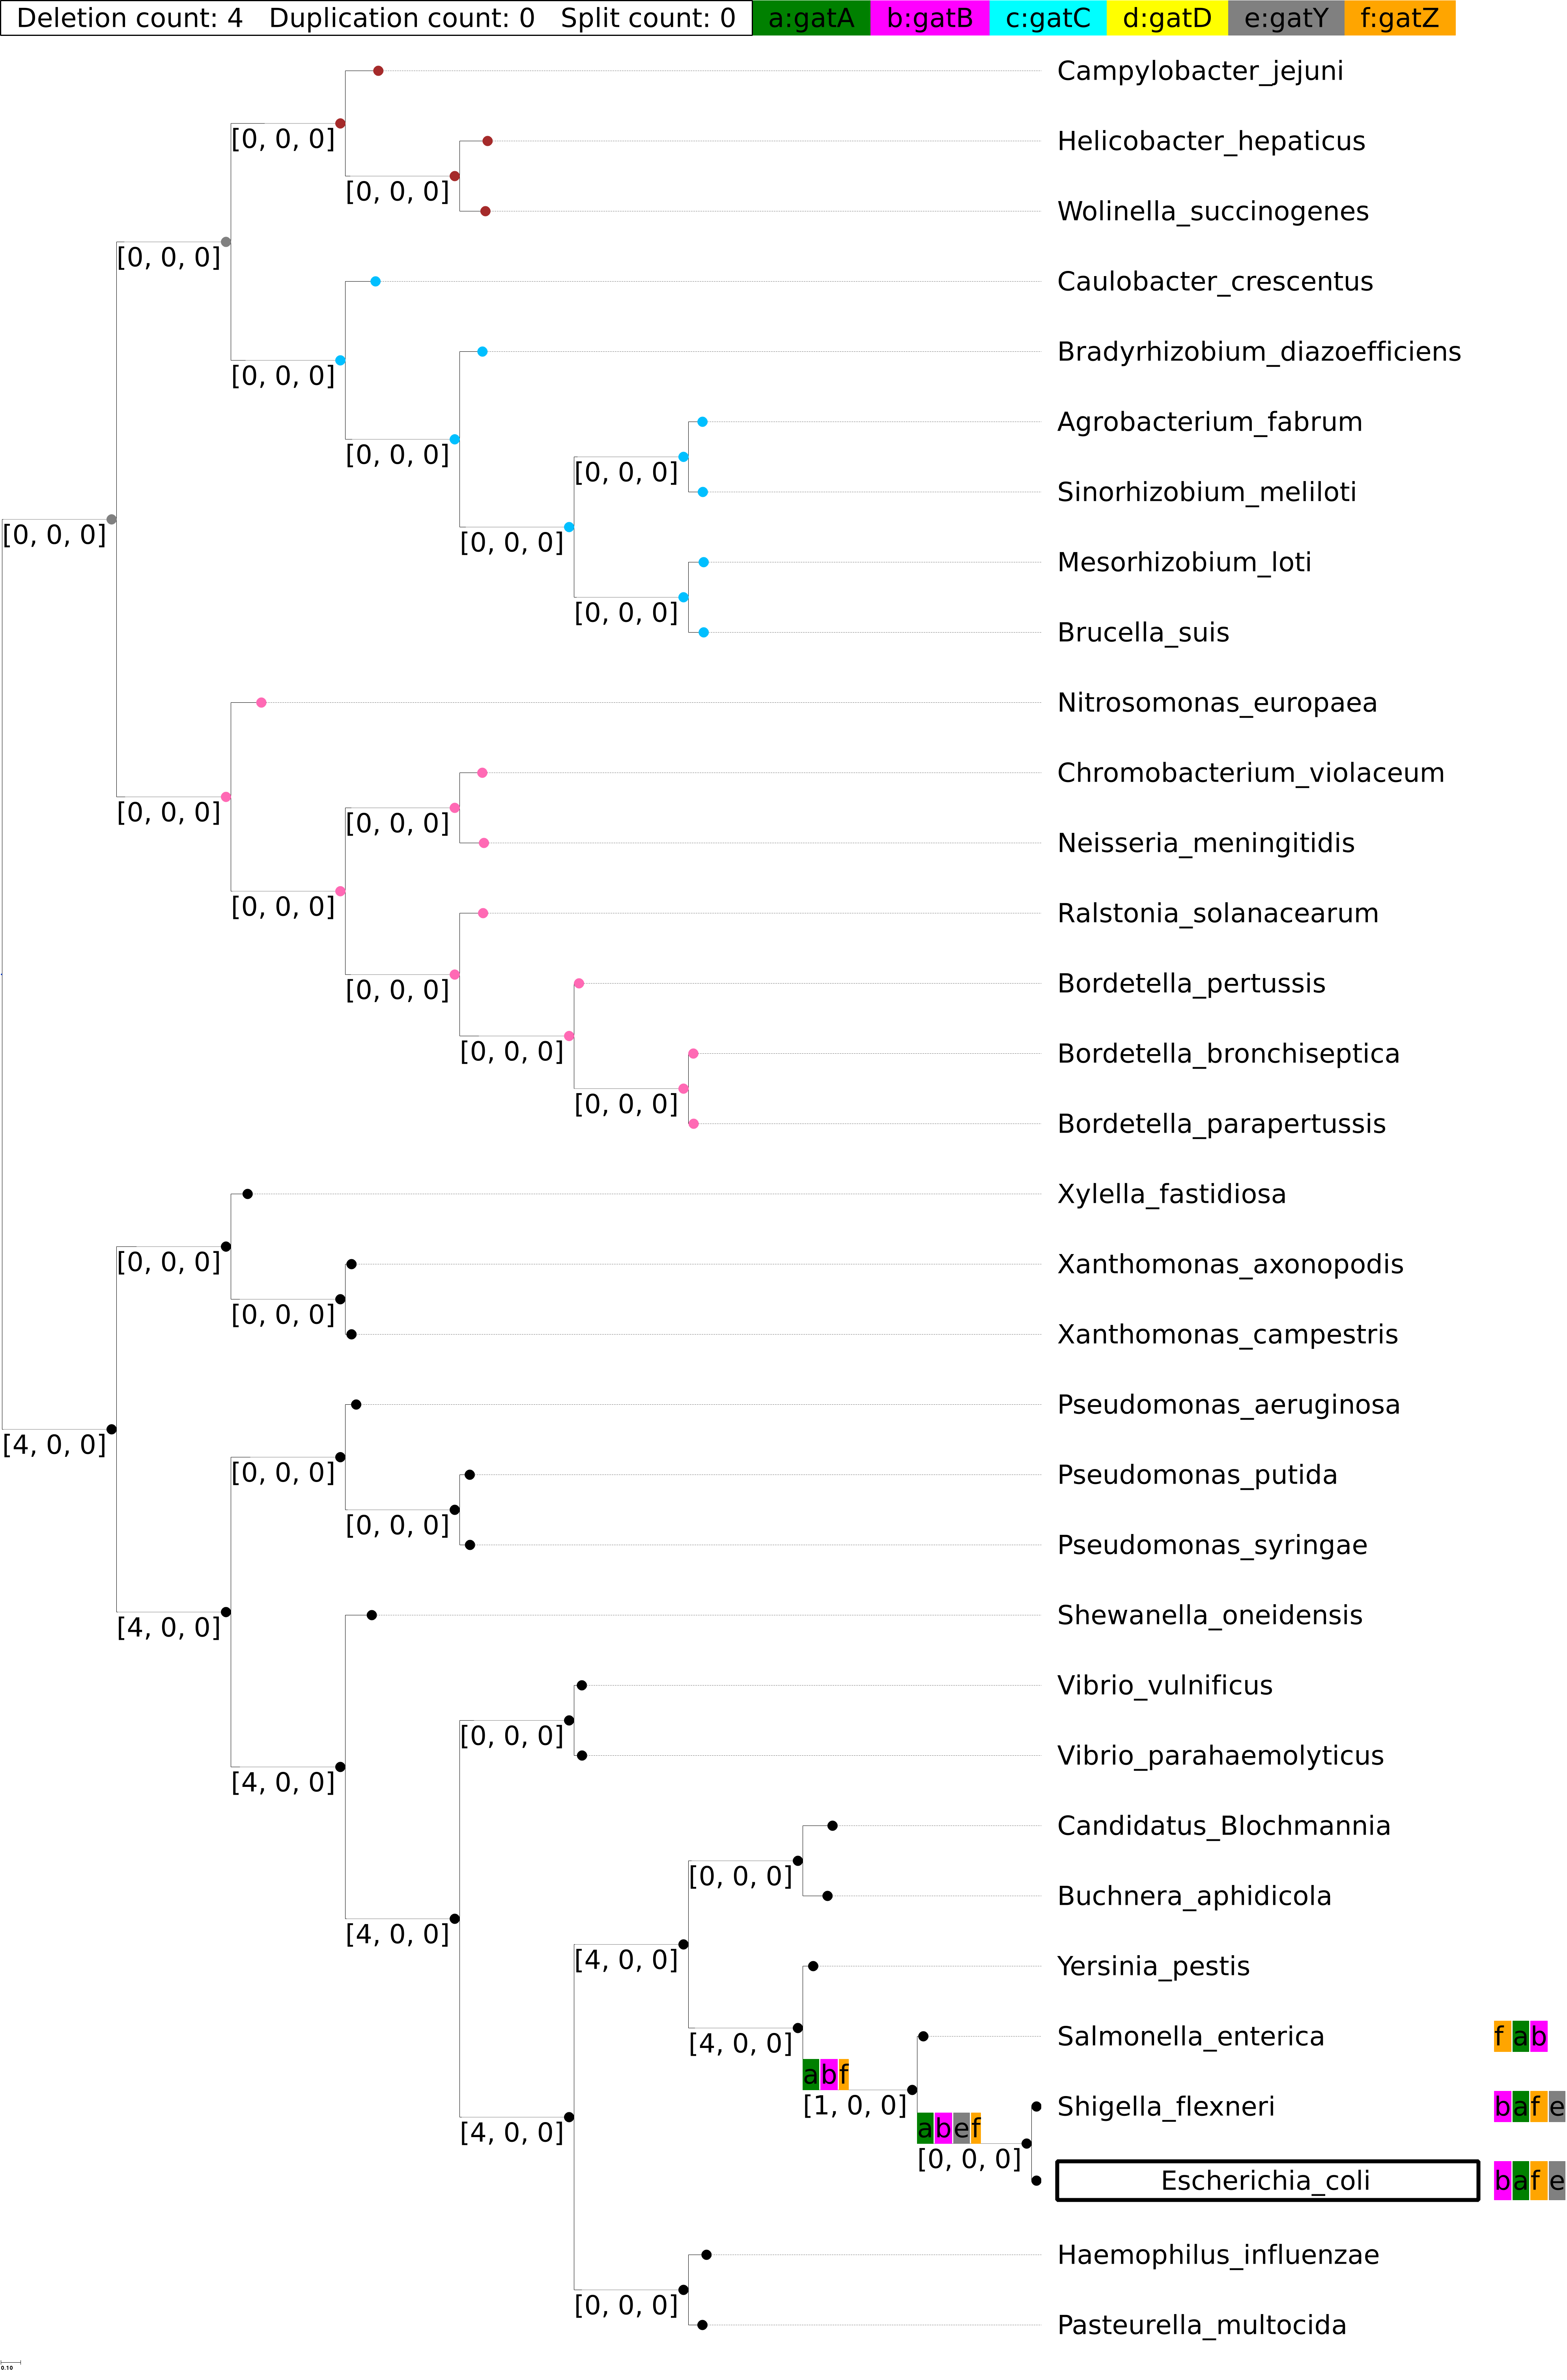 Deletion count: 4 Duplication count: 0 Split count: 0 a:gatA b:gatB c:gatC d:gatD e:gatY f:gatZ
Campylobacter_jejuni
[0, 0, 0]
Helicobacter_hepaticus
[0, 0, 0]
Wolinella_succinogenes
[0, 0, 0]
Caulobacter_crescentus
Bradyrhizobium_diazoefficiens
[0, 0, 0]
Agrobacterium_fabrum
[0, 0, 0]
[0, 0, 0]
Sinorhizobium_meliloti
[0, 0, 0]
[0, 0, 0]
Mesorhizobium_loti
[0, 0, 0]
Brucella_suis
Nitrosomonas_europaea
Chromobacterium_violaceum
[0, 0, 0]
[0, 0, 0]
Neisseria_meningitidis
[0, 0, 0]
Ralstonia_solanacearum
Bordetella_pertussis
[0, 0, 0]
Bordetella_bronchiseptica
[0, 0, 0]
[0, 0, 0]
Bordetella_parapertussis
Xylella_fastidiosa
[0, 0, 0]
Xanthomonas_axonopodis
[0, 0, 0]
Xanthomonas_campestris
Pseudomonas_aeruginosa
[4, 0, 0]
[0, 0, 0]
Pseudomonas_putida
[0, 0, 0]
Pseudomonas_syringae
Shewanella_oneidensis
[4, 0, 0]
Vibrio_vulnificus
[0, 0, 0]
Vibrio_parahaemolyticus
[4, 0, 0]
Candidatus_Blochmannia
[0, 0, 0]
Buchnera_aphidicola
[4, 0, 0]
[4, 0, 0]
Yersinia_pestis
Salmonella_enterica f a b
[4, 0, 0]
a b f
[1, 0, 0]
Shigella_flexneri b a f e
a b e f
[4, 0, 0]
[0, 0, 0]
Escherichia_coli b a f e
Haemophilus_influenzae
[0, 0, 0]
Pasteurella_multocida
0.10